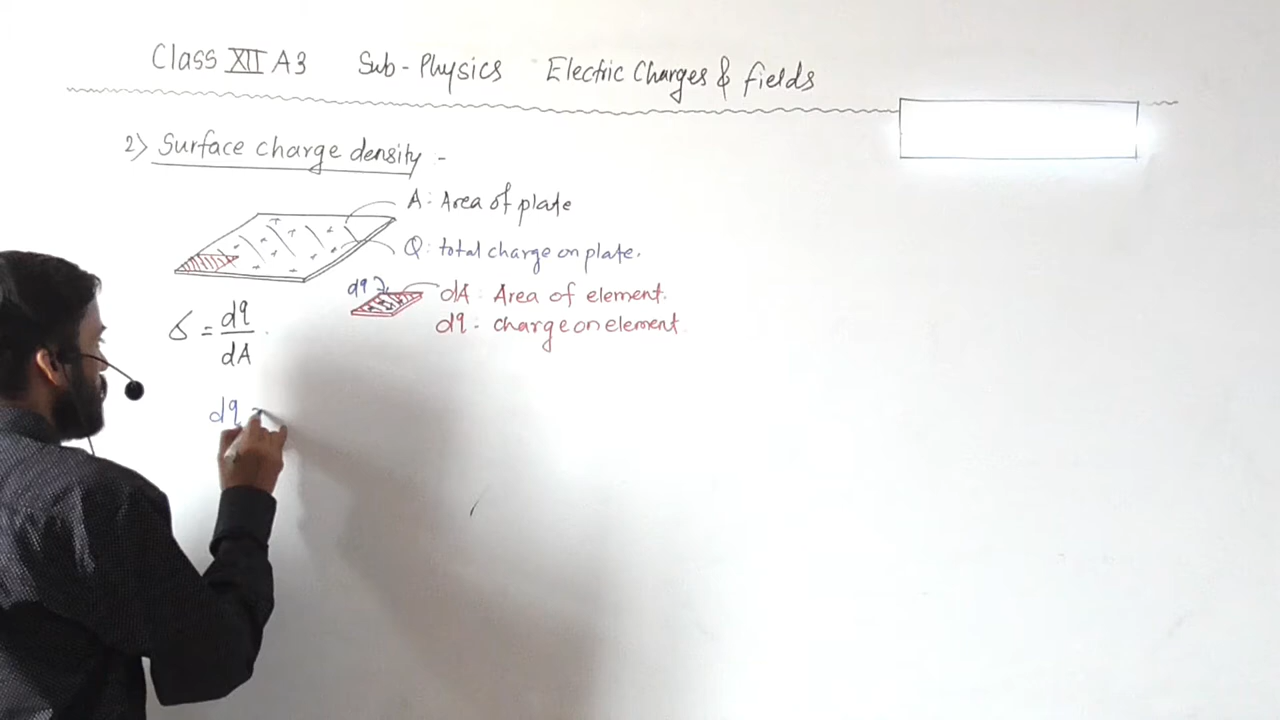 Class XII A3 Sub - Physics Electric Charges & fields
2) Surface charge density :-
A : Area of plate
Q : total charge on plate.
dq
dA : Area of element.
dq - charge on element
σ = dq/dA
dq =